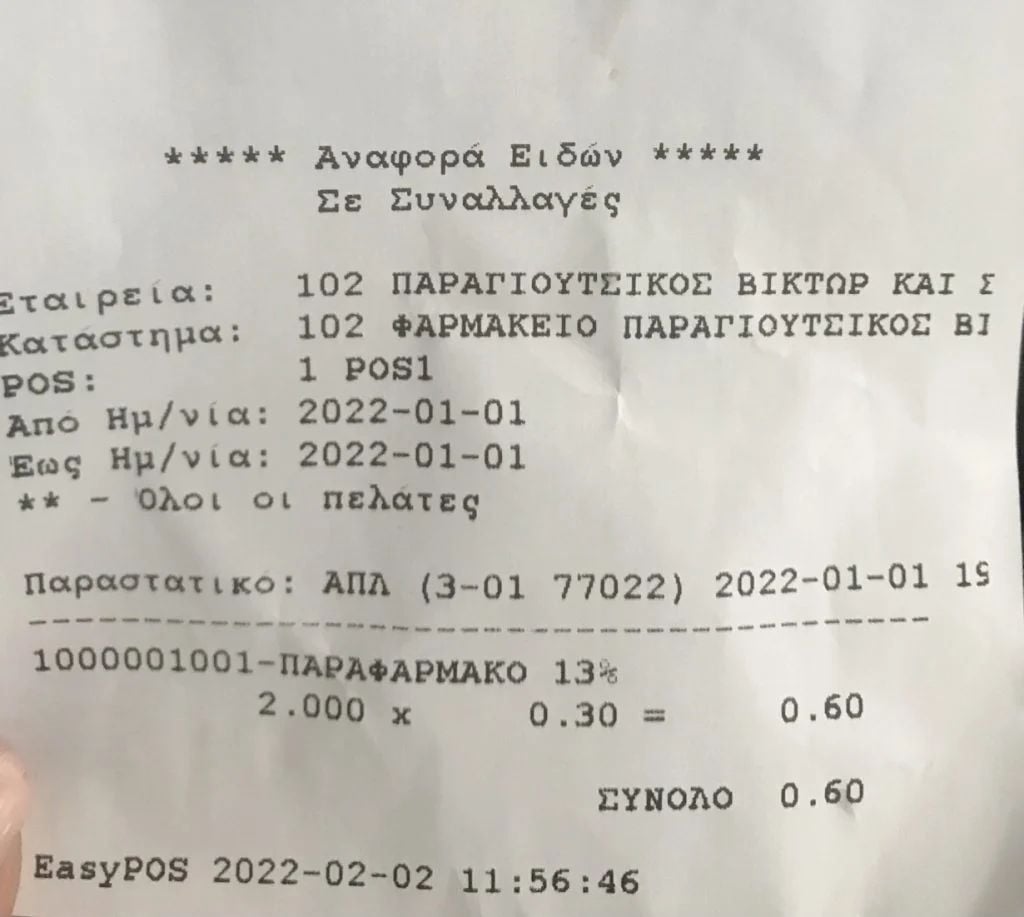 ***** Αναφορά Ειδών *****
Σε Συναλλαγές
Εταιρεία: 102 ΠΑΡΑΓΙΟΥΤΣΙΚΟΣ ΒΙΚΤΩΡ ΚΑΙ Σ
Κατάστημα: 102 ΦΑΡΜΑΚΕΙΟ ΠΑΡΑΓΙΟΥΤΣΙΚΟΣ ΒΙ
POS: 1 POS1
Από Ημ/νία: 2022-01-01
Έως Ημ/νία: 2022-01-01
** - Όλοι οι πελάτες
Παραστατικό: ΑΠΛ (3-01 77022) 2022-01-01 19
--------------------------------------
1000001001-ΠΑΡΑΦΑΡΜΑΚΟ 13%
2.000 x 0.30 = 0.60
ΣΥΝΟΛΟ 0.60
EasyPOS 2022-02-02 11:56:46